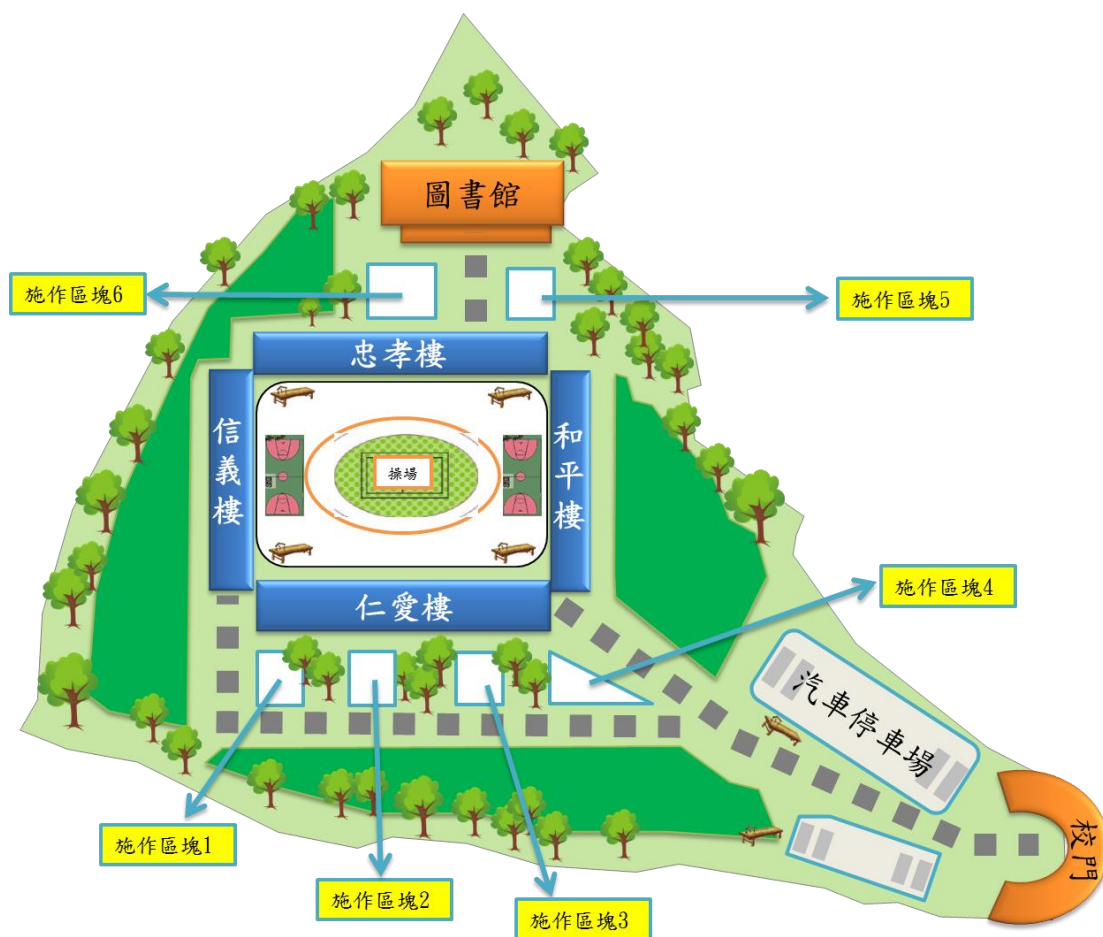 圖書館
施作區塊6
施作區塊5
忠孝樓
信義樓
和平樓
操場
仁愛樓
施作區塊4
汽車停車場
校門
施作區塊1
施作區塊2
施作區塊3